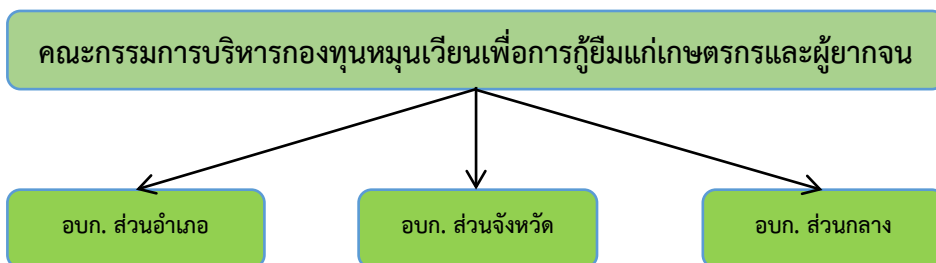 คณะกรรมการบริหารกองทุนหมุนเวียนเพื่อการกู้ยืมแก่เกษตรกรและผู้ยากจน
อบก. ส่วนอำเภอ
อบก. ส่วนจังหวัด
อบก. ส่วนกลาง